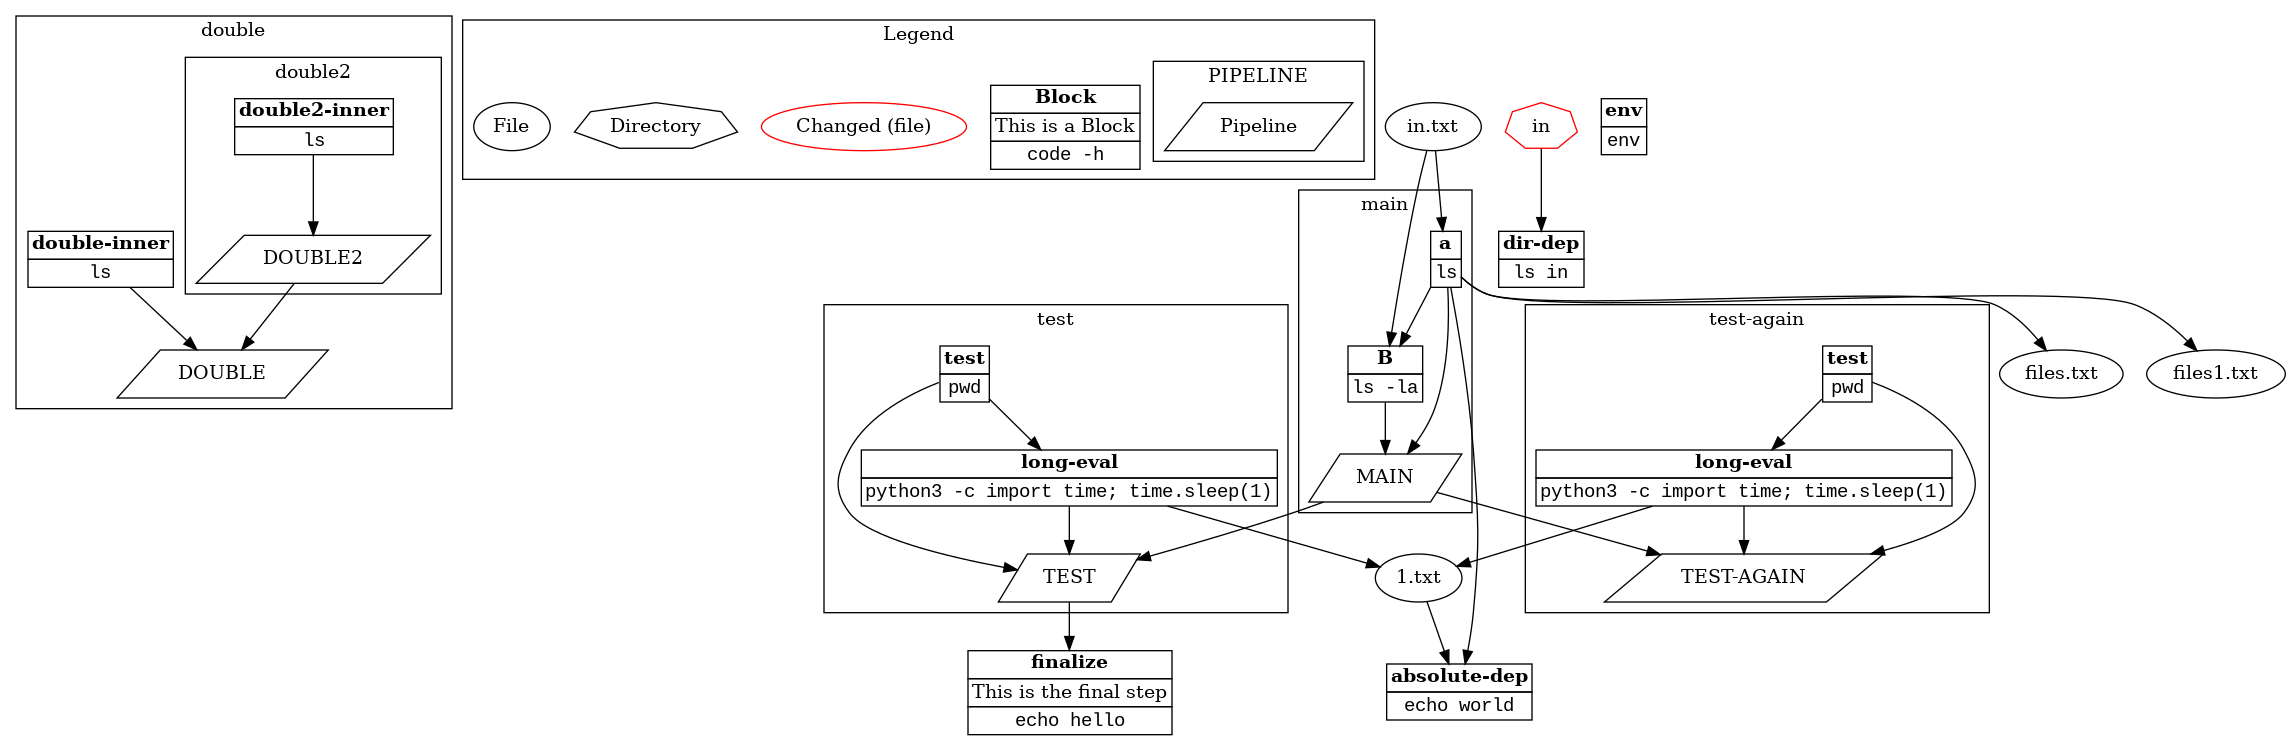 double
double2
double2-inner
ls
double-inner
ls
DOUBLE2
DOUBLE
Legend
File
Directory
Changed (file)
Block
This is a Block
code -h
PIPELINE
Pipeline
in.txt
in
env
env
main
a
ls
dir-dep
ls in
B
ls -la
MAIN
test
test
pwd
long-eval
python3 -c import time; time.sleep(1)
TEST
test-again
test
pwd
long-eval
python3 -c import time; time.sleep(1)
TEST-AGAIN
files.txt
files1.txt
1.txt
finalize
This is the final step
echo hello
absolute-dep
echo world